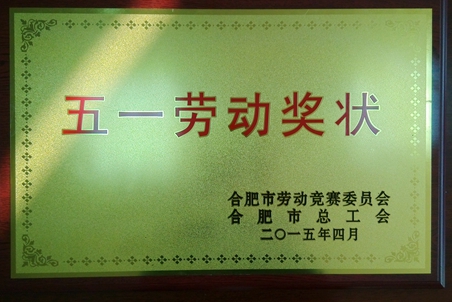 五一劳动奖状
合肥市劳动竞赛委员会
合肥市总工会
二〇一五年四月